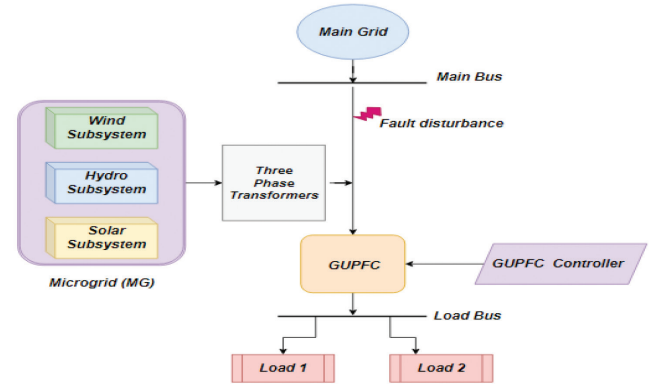 Main Grid
Main Bus
Fault disturbance
Wind
Subsystem
Hydro
Subsystem
Solar
Subsystem
Microgrid (MG)
Three
Phase
Transformers
GUPFC
GUPFC Controller
Load Bus
Load 1
Load 2